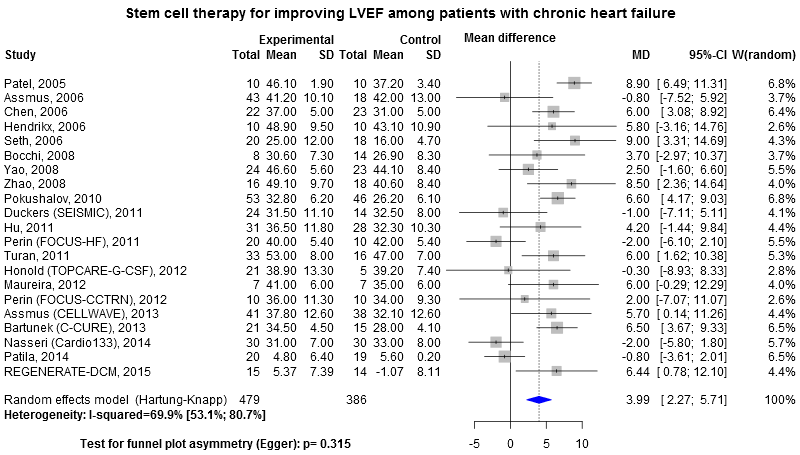 Stem cell therapy for improving LVEF among patients with chronic heart failure
Experimental Control Mean difference
Study Total Mean SD Total Mean SD MD 95%-CI W(random)
Patel, 2005 10 46.10 1.90 10 37.20 3.40 8.90 [ 6.49; 11.31] 6.8%
Assmus, 2006 43 41.20 10.10 18 42.00 13.00 -0.80 [-7.52; 5.92] 3.7%
Chen, 2006 22 37.00 5.00 23 31.00 5.00 6.00 [ 3.08; 8.92] 6.4%
Hendrikx, 2006 10 48.90 9.50 10 43.10 10.90 5.80 [-3.16; 14.76] 2.6%
Seth, 2006 20 25.00 12.00 18 16.00 4.70 9.00 [ 3.31; 14.69] 4.3%
Bocchi, 2008 8 30.60 7.30 14 26.90 8.30 3.70 [-2.97; 10.37] 3.8%
Yao, 2008 24 46.60 5.60 23 44.10 8.40 2.50 [-1.60; 6.60] 5.5%
Zhao, 2008 16 49.10 9.70 18 40.60 8.40 8.50 [ 2.36; 14.64] 4.1%
Pokushalov, 2010 53 32.80 6.20 46 26.20 6.10 6.60 [ 4.17; 9.03] 6.8%
Duckers (SEISMIC), 2011 24 31.50 11.10 14 32.50 8.00 -1.00 [-7.11; 5.11] 4.1%
Hu, 2011 31 36.50 11.80 28 32.30 10.30 4.20 [-1.44; 9.84] 4.4%
Perin (FOCUS-HF), 2011 20 40.00 5.40 10 42.00 5.40 -2.00 [-6.10; 2.10] 5.5%
Turan, 2011 33 53.00 8.00 16 47.00 7.00 6.00 [ 1.62; 10.38] 5.3%
Honold (TOPCARE-G-CSF), 2012 21 38.90 13.30 5 39.20 7.40 -0.30 [-8.93; 8.33] 2.7%
Maureira, 2012 7 41.00 6.00 7 35.00 6.00 6.00 [-0.29; 12.29] 4.0%
Perin (FOCUS-CCTRN), 2012 10 36.00 11.30 10 34.00 9.30 2.00 [-7.07; 11.07] 2.6%
Assmus (CELLWAVE), 2013 41 37.80 12.60 38 32.10 12.60 5.70 [ 0.14; 11.26] 4.4%
Bartunek (C-CURE), 2013 21 34.50 4.50 15 28.00 4.10 6.50 [ 3.67; 9.33] 6.5%
Nasseri (Cardio133), 2014 30 31.00 7.00 30 33.00 8.00 -2.00 [-5.80; 1.80] 5.7%
Patila, 2014 20 4.80 6.40 19 5.60 0.20 -0.80 [-3.61; 2.01] 6.5%
REGENERATE-DCM, 2015 15 5.37 7.39 14 -1.07 8.11 6.44 [ 0.78; 12.10] 4.4%
Random effects model (Hartung-Knapp) 479 386 3.99 [ 2.27; 5.71] 100%
Heterogeneity: I-squared=69.9% [53.1%; 80.7%]
-5 0 5 10
Test for funnel plot asymmetry (Egger): p= 0.315